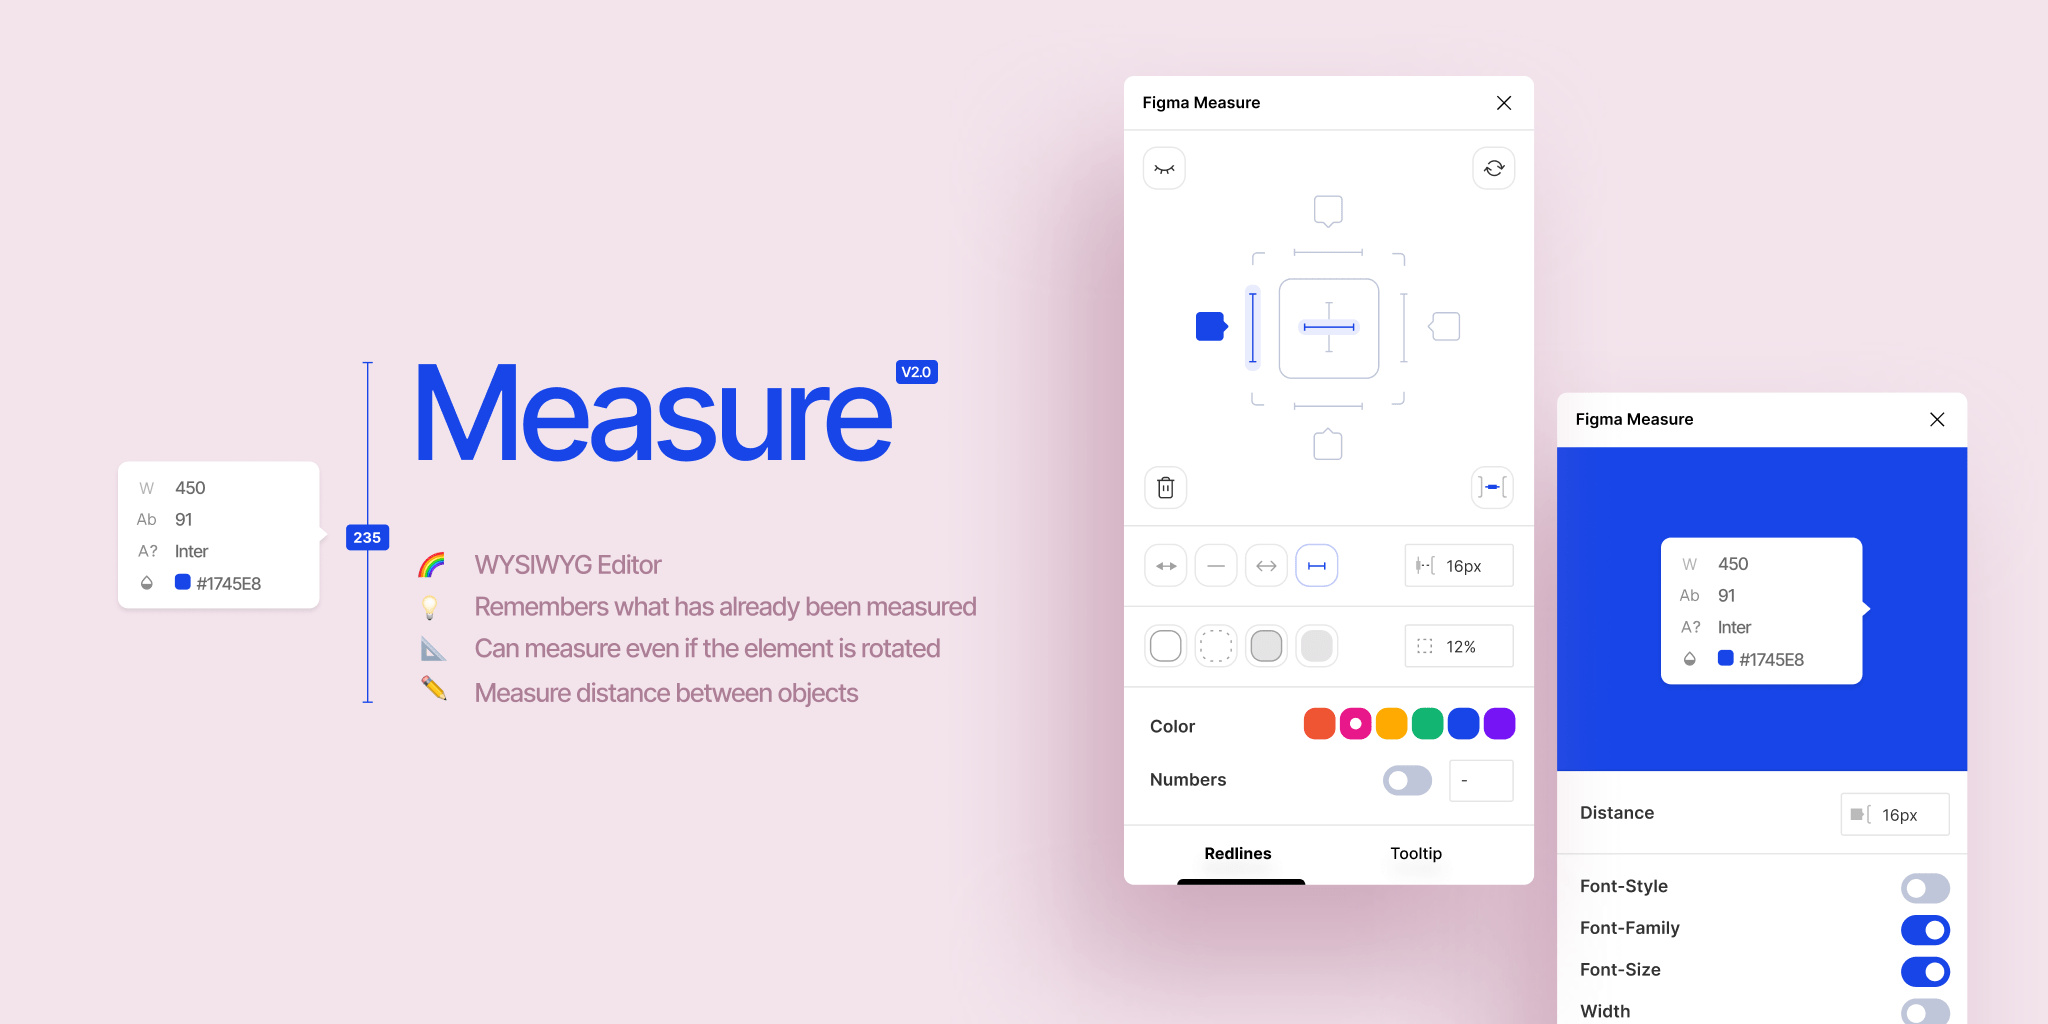 Measure
V2.0
W 450
Ab 91
A? Inter
#1745E8
235
WYSIWYG Editor
Remembers what has already been measured
Can measure even if the element is rotated
Measure distance between objects
Figma Measure
16px
12%
Color
Numbers
-
Redlines Tooltip
Figma Measure
W 450
Ab 91
A? Inter
#1745E8
Distance
16px
Font-Style
Font-Family
Font-Size
Width